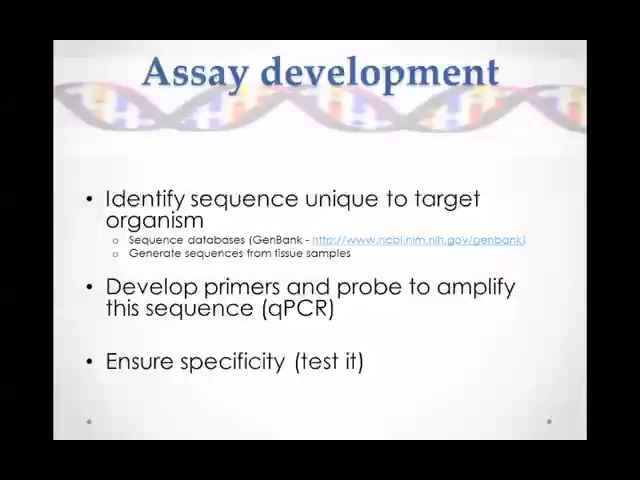 Assay development
• Identify sequence unique to target
organism
o Sequence databases (GenBank - http://www.ncbi.nlm.nih.gov/genbank)
o Generate sequences from tissue samples
• Develop primers and probe to amplify
this sequence (qPCR)
• Ensure specificity (test it)